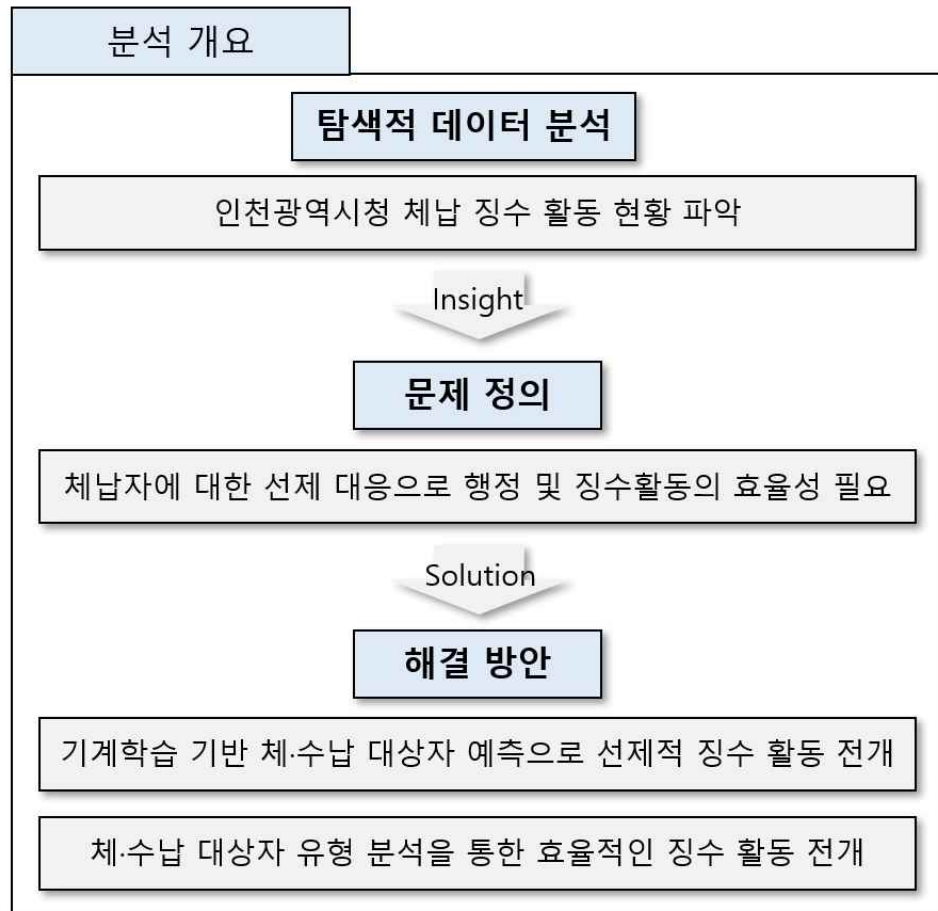 분석 개요
탐색적 데이터 분석
인천광역시청 체납 징수 활동 현황 파악
Insight
문제 정의
체납자에 대한 선제 대응으로 행정 및 징수활동의 효율성 필요
Solution
해결 방안
기계학습 기반 체·수납 대상자 예측으로 선제적 징수 활동 전개
체·수납 대상자 유형 분석을 통한 효율적인 징수 활동 전개